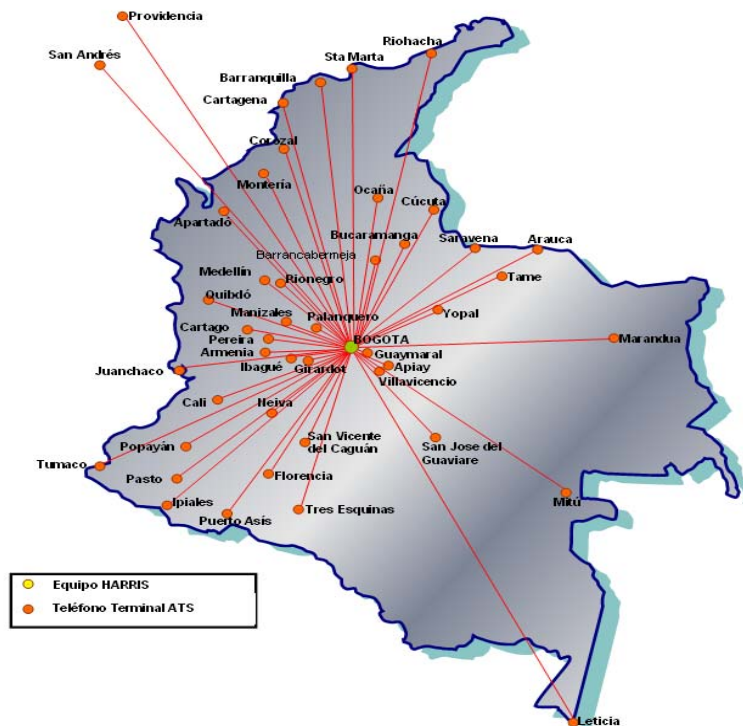 Providencia
San Andrés
Riohacha
Sta Marta
Barranquilla
Cartagena
Corozal
Montería
Ocaña
Cúcuta
Apartadó
Bucaramanga
Saravena
Arauca
Barrancabermeja
Medellín
Rionegro
Tame
Quibdó
Manizales
Palanquero
Yopal
Cartago
Pereira
BOGOTA
Marandua
Armenia
Guaymaral
Juanchaco
Ibagué
Girardot
Apiay
Villavicencio
Cali
Neiva
Popayán
San Vicente
del Caguán
San Jose del
Guaviare
Tumaco
Pasto
Florencia
Mitú
Ipiales
Puerto Asís
Tres Esquinas
Equipo HARRIS
Teléfono Terminal ATS
Leticia